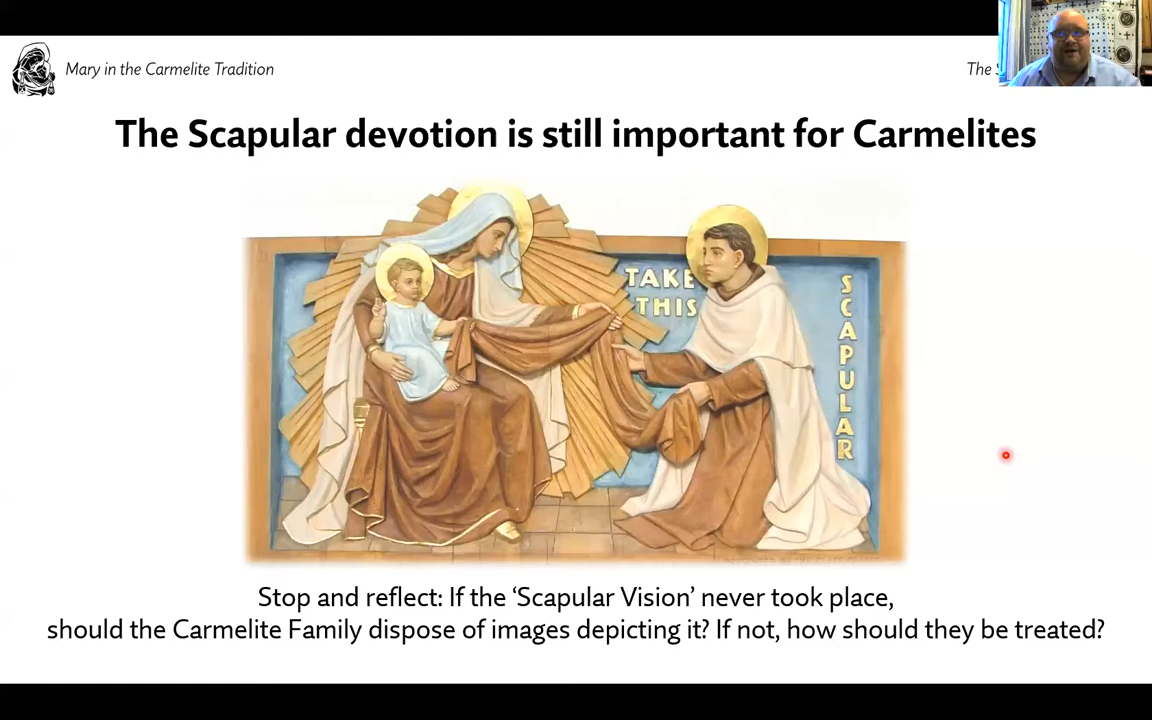 Mary in the Carmelite Tradition
The
The Scapular devotion is still important for Carmelites
TAKE
THIS
SCAPULAR
Stop and reflect: If the ‘Scapular Vision’ never took place,
should the Carmelite Family dispose of images depicting it? If not, how should they be treated?